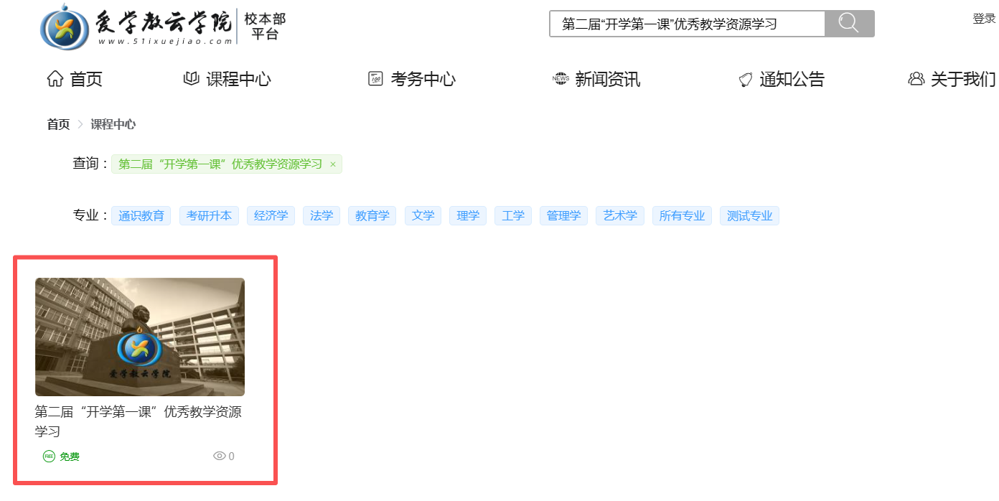 爱学教云学院
www.51ixuejiao.com
校本部
平台
第二届“开学第一课”优秀教学资源学习
登录
首页
课程中心
考务中心
NEWS
新闻资讯
通知公告
关于我们
首页 > 课程中心
查询：第二届“开学第一课”优秀教学资源学习 ×
专业：通识教育 考研升本 经济学 法学 教育学 文学 理学 工学 管理学 艺术学 所有专业 测试专业
爱学教云学院
第二届“开学第一课”优秀教学资源
学习
FREE 免费
0